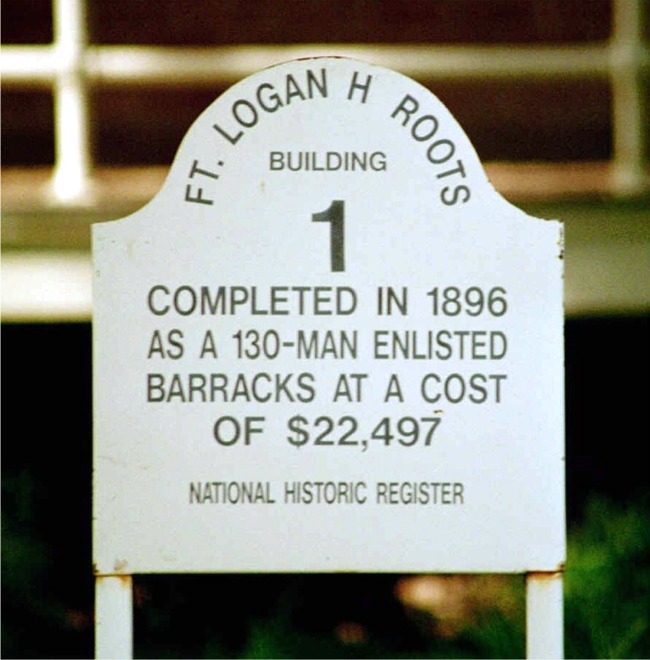 FT. LOGAN H ROOTS
BUILDING
1
COMPLETED IN 1896
AS A 130-MAN ENLISTED
BARRACKS AT A COST
OF $22,497
NATIONAL HISTORIC REGISTER